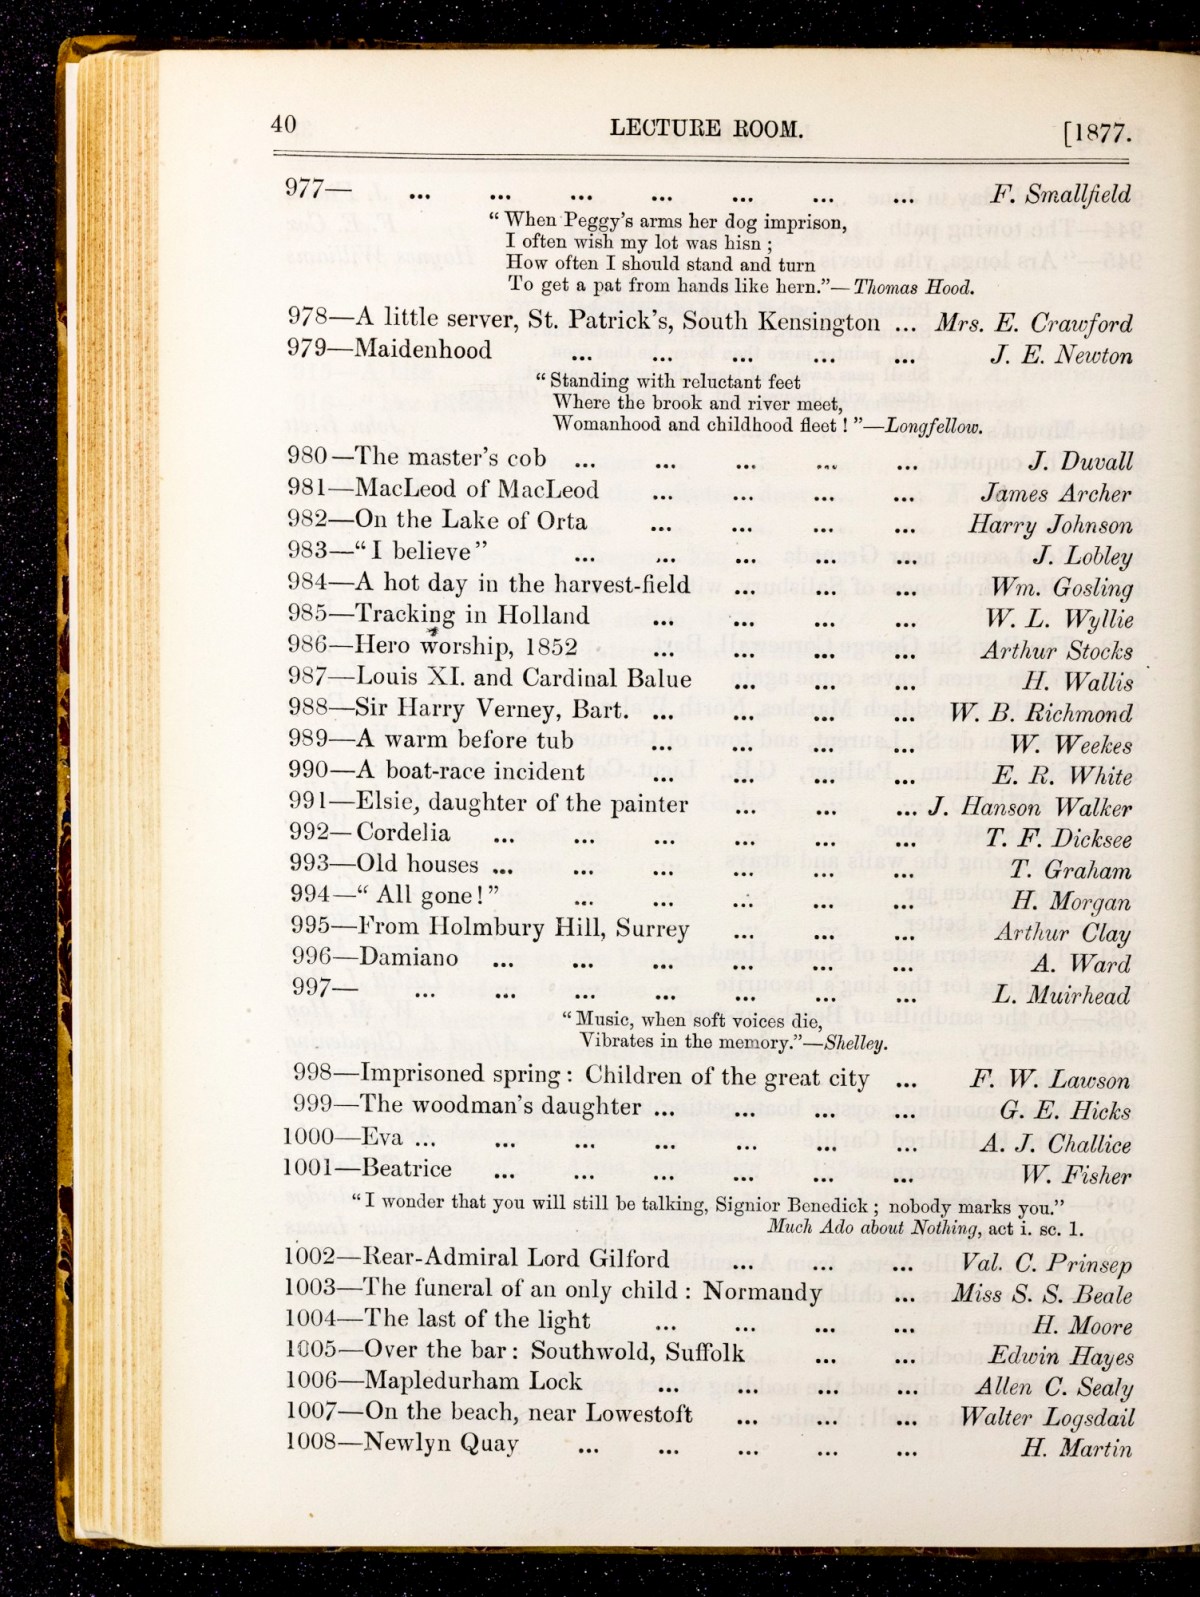 40 LECTURE ROOM. [1877.
977— ... ... ... ... ... ... ... F. Smallfield
“ When Peggy’s arms her dog imprison,
I often wish my lot was hisn ;
How often I should stand and turn
To get a pat from hands like hern.”—Thomas Hood.
978—A little server, St. Patrick’s, South Kensington ... Mrs. E. Crawford
979—Maidenhood ... ... ... ... ... J. E. Newton
“ Standing with reluctant feet
Where the brook and river meet,
Womanhood and childhood fleet ! ”—Longfellow.
980—The master’s cob ... ... ... ... ... J. Duvall
981—MacLeod of MacLeod ... ... ... ... James Archer
982—On the Lake of Orta ... ... ... ... Harry Johnson
983—“ I believe ” ... ... ... ... ... J. Lobley
984—A hot day in the harvest-field ... ... ... Wm. Gosling
985—Tracking in Holland ... ... ... ... W. L. Wyllie
986—Hero worship, 1852 ... ... ... ... Arthur Stocks
987—Louis XI. and Cardinal Balue ... ... ... H. Wallis
988—Sir Harry Verney, Bart. ... ... ... ... W. B. Richmond
989—A warm before tub ... ... ... ... W. Weekes
990—A boat-race incident ... ... ... ... E. R. White
991—Elsie, daughter of the painter ... ... ... J. Hanson Walker
992—Cordelia ... ... ... ... ... ... T. F. Dicksee
993—Old houses ... ... ... ... ... ... T. Graham
994—“ All gone ! ” ... ... ... ... ... H. Morgan
995—From Holmbury Hill, Surrey ... ... ... Arthur Clay
996—Damiano ... ... ... ... ... ... A. Ward
997— ... ... ... ... ... ... ... L. Muirhead
“ Music, when soft voices die,
Vibrates in the memory.”—Shelley.
998—Imprisoned spring : Children of the great city ... F. W. Lawson
999—The woodman’s daughter ... ... ... ... G. E. Hicks
1000—Eva ... ... ... ... ... ... ... A. J. Challice
1001—Beatrice ... ... ... ... ... ... W. Fisher
“ I wonder that you will still be talking, Signior Benedick ; nobody marks you.”
Much Ado about Nothing, act i. sc. 1.
1002—Rear-Admiral Lord Gilford ... ... ... Val. C. Prinsep
1003—The funeral of an only child : Normandy ... Miss S. S. Beale
1004—The last of the light ... ... ... ... H. Moore
1005—Over the bar : Southwold, Suffolk ... ... Edwin Hayes
1006—Mapledurham Lock ... ... ... ... Allen C. Sealy
1007—On the beach, near Lowestoft ... ... ... Walter Logsdail
1008—Newlyn Quay ... ... ... ... ... H. Martin